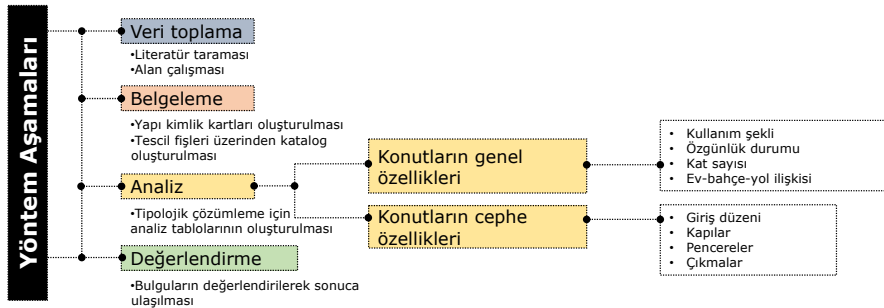 Yöntem Aşamaları
Veri toplama
•Literatür taraması
•Alan çalışması
Belgeleme
•Yapı kimlik kartları oluşturulması
•Tescil fişleri üzerinden katalog
oluşturulması
Analiz
•Tipolojik çözümleme için
analiz tablolarının oluşturulması
Değerlendirme
•Bulguların değerlendirilerek sonuca
ulaşılması
Konutların genel
özellikleri
Konutların cephe
özellikleri
• Kullanım şekli
• Özgünlük durumu
• Kat sayısı
• Ev-bahçe-yol ilişkisi
• Giriş düzeni
• Kapılar
• Pencereler
• Çıkmalar